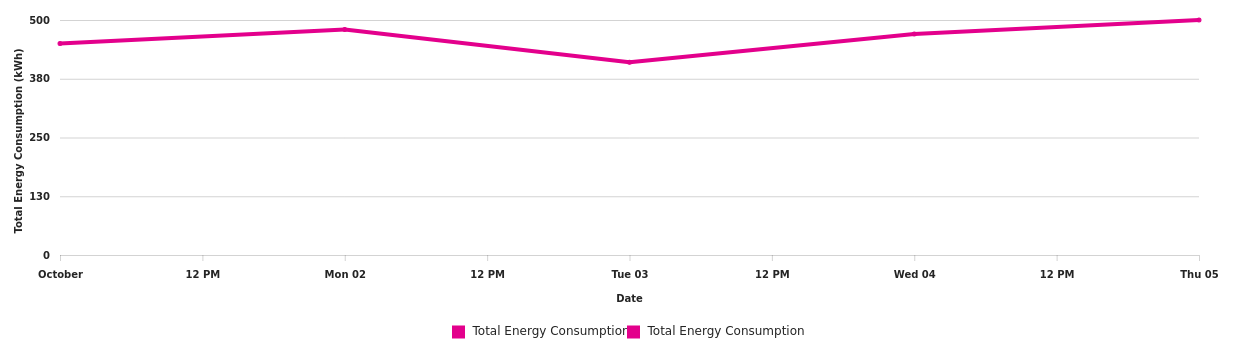 500
380
250
130
0
Total Energy Consumption (kWh)
October 12 PM Mon 02 12 PM Tue 03 12 PM Wed 04 12 PM Thu 05
Date
Total Energy Consumption Total Energy Consumption